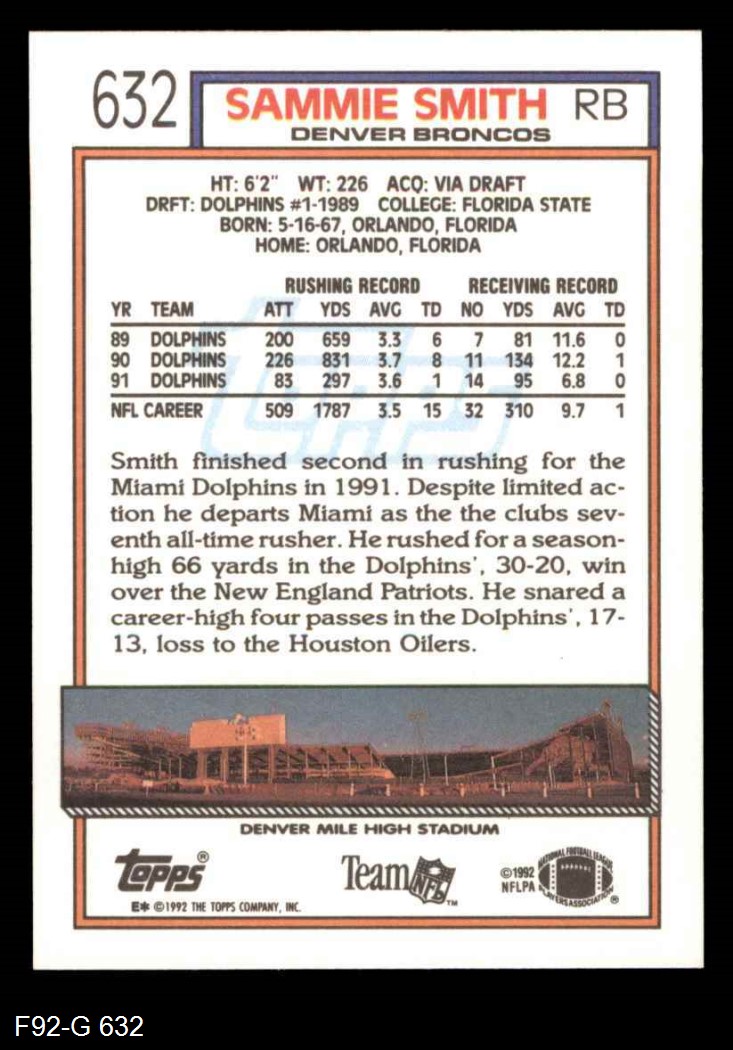 632 SAMMIE SMITH RB
DENVER BRONCOS
HT: 6'2" WT: 226 ACQ: VIA DRAFT
DRFT: DOLPHINS #1-1989 COLLEGE: FLORIDA STATE
BORN: 5-16-67, ORLANDO, FLORIDA
HOME: ORLANDO, FLORIDA
RUSHING RECORD RECEIVING RECORD
YR TEAM ATT YDS AVG TD NO YDS AVG TD
89 DOLPHINS 200 659 3.3 6 7 81 11.6 0
90 DOLPHINS 226 831 3.7 8 11 134 12.2 1
91 DOLPHINS 83 297 3.6 1 14 95 6.8 0
NFL CAREER 509 1787 3.5 15 32 310 9.7 1
topps
Smith finished second in rushing for the
Miami Dolphins in 1991. Despite limited ac-
tion he departs Miami as the the clubs sev-
enth all-time rusher. He rushed for a season-
high 66 yards in the Dolphins', 30-20, win
over the New England Patriots. He snared a
career-high four passes in the Dolphins', 17-
13, loss to the Houston Oilers.
DENVER MILE HIGH STADIUM
topps®
E* ©1992 THE TOPPS COMPANY, INC.
Team NFL™
©1992
NFLPA
NATIONAL FOOTBALL LEAGUE
PLAYERS ASSOCIATION®
F92-G 632